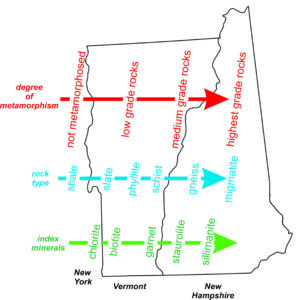 degree
of
metamorphism
not metamorphosed
low grade rocks
medium grade rocks
highest grade rocks
rock
type
shale
slate
phyllite
schist
gneiss
migmatite
index
minerals
chlorite
biotite
garnet
staurolite
sillimanite
New
York
Vermont
New
Hampshire